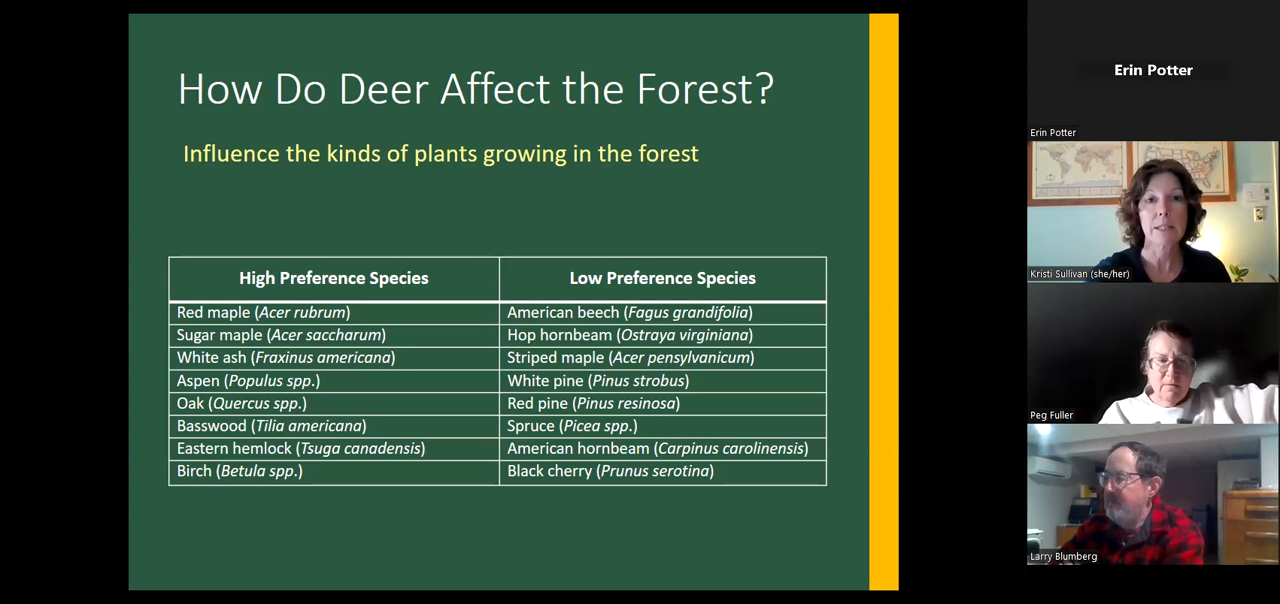 How Do Deer Affect the Forest?
Influence the kinds of plants growing in the forest
High Preference Species Low Preference Species
Red maple (Acer rubrum) American beech (Fagus grandifolia)
Sugar maple (Acer saccharum) Hop hornbeam (Ostraya virginiana)
White ash (Fraxinus americana) Striped maple (Acer pensylvanicum)
Aspen (Populus spp.) White pine (Pinus strobus)
Oak (Quercus spp.) Red pine (Pinus resinosa)
Basswood (Tilia americana) Spruce (Picea spp.)
Eastern hemlock (Tsuga canadensis) American hornbeam (Carpinus carolinensis)
Birch (Betula spp.) Black cherry (Prunus serotina)
Erin Potter
Erin Potter
Kristi Sullivan (she/her)
Peg Fuller
Larry Blumberg